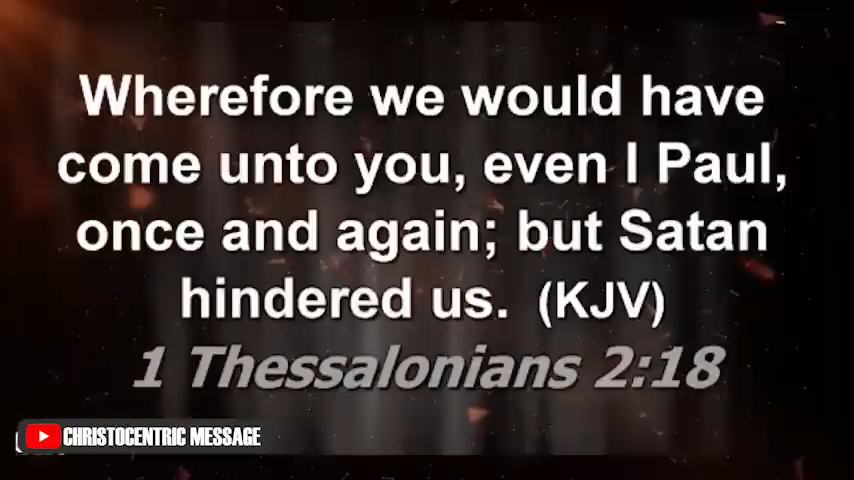 Wherefore we would have
come unto you, even I Paul,
once and again; but Satan
hindered us. (KJV)
1 Thessalonians 2:18
CHRISTOCENTRIC MESSAGE